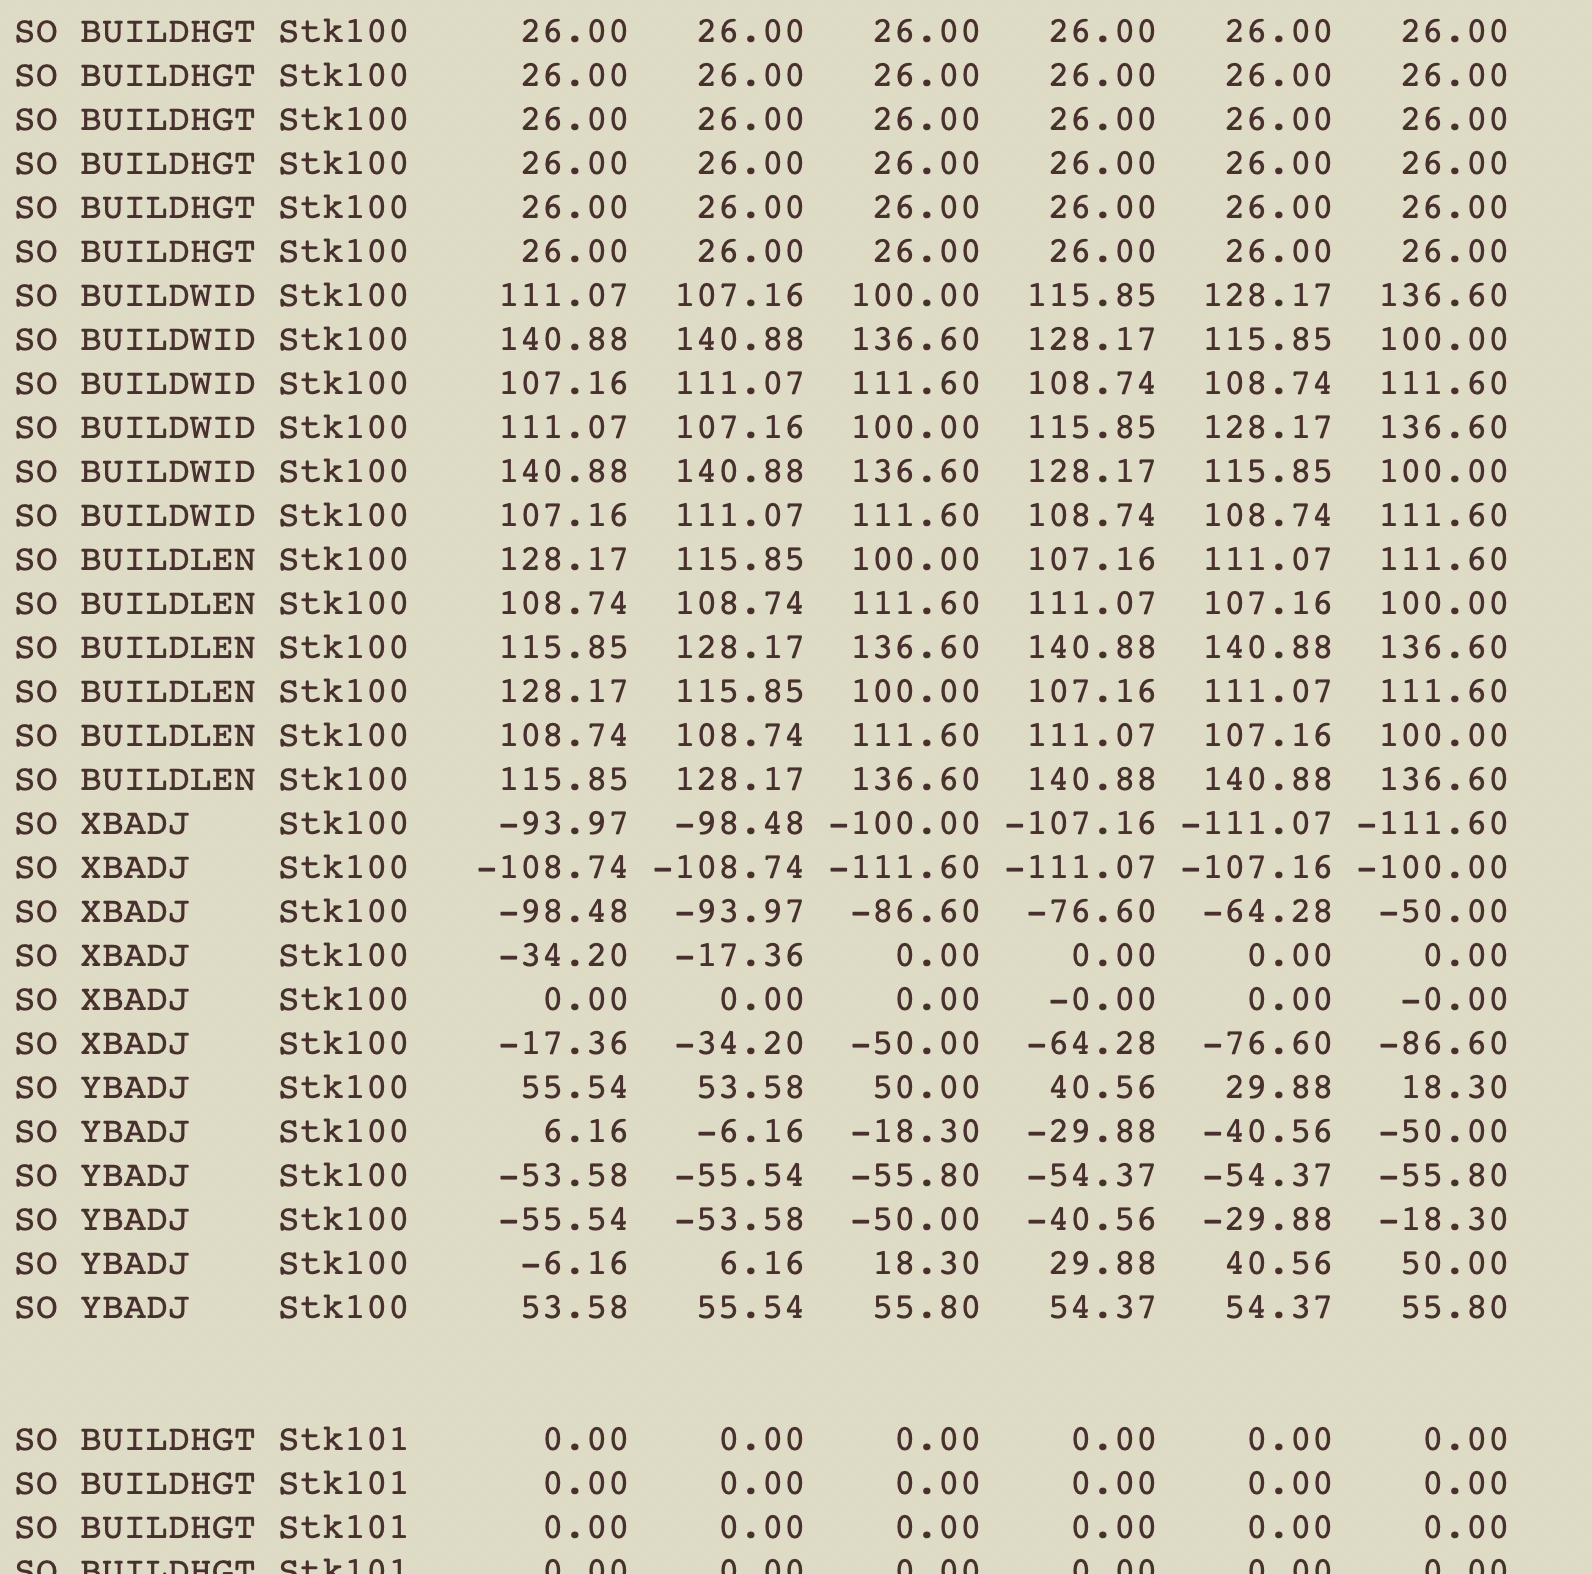 SO BUILDHGT Stk100     26.00   26.00   26.00   26.00   26.00   26.00
SO BUILDHGT Stk100     26.00   26.00   26.00   26.00   26.00   26.00
SO BUILDHGT Stk100     26.00   26.00   26.00   26.00   26.00   26.00
SO BUILDHGT Stk100     26.00   26.00   26.00   26.00   26.00   26.00
SO BUILDHGT Stk100     26.00   26.00   26.00   26.00   26.00   26.00
SO BUILDHGT Stk100     26.00   26.00   26.00   26.00   26.00   26.00
SO BUILDWID Stk100    111.07  107.16  100.00  115.85  128.17  136.60
SO BUILDWID Stk100    140.88  140.88  136.60  128.17  115.85  100.00
SO BUILDWID Stk100    107.16  111.07  111.60  108.74  108.74  111.60
SO BUILDWID Stk100    111.07  107.16  100.00  115.85  128.17  136.60
SO BUILDWID Stk100    140.88  140.88  136.60  128.17  115.85  100.00
SO BUILDWID Stk100    107.16  111.07  111.60  108.74  108.74  111.60
SO BUILDLEN Stk100    128.17  115.85  100.00  107.16  111.07  111.60
SO BUILDLEN Stk100    108.74  108.74  111.60  111.07  107.16  100.00
SO BUILDLEN Stk100    115.85  128.17  136.60  140.88  140.88  136.60
SO BUILDLEN Stk100    128.17  115.85  100.00  107.16  111.07  111.60
SO BUILDLEN Stk100    108.74  108.74  111.60  111.07  107.16  100.00
SO BUILDLEN Stk100    115.85  128.17  136.60  140.88  140.88  136.60
SO XBADJ    Stk100    -93.97  -98.48 -100.00 -107.16 -111.07 -111.60
SO XBADJ    Stk100   -108.74 -108.74 -111.60 -111.07 -107.16 -100.00
SO XBADJ    Stk100    -98.48  -93.97  -86.60  -76.60  -64.28  -50.00
SO XBADJ    Stk100    -34.20  -17.36    0.00    0.00    0.00    0.00
SO XBADJ    Stk100      0.00    0.00    0.00   -0.00    0.00   -0.00
SO XBADJ    Stk100    -17.36  -34.20  -50.00  -64.28  -76.60  -86.60
SO YBADJ    Stk100     55.54   53.58   50.00   40.56   29.88   18.30
SO YBADJ    Stk100      6.16   -6.16  -18.30  -29.88  -40.56  -50.00
SO YBADJ    Stk100    -53.58  -55.54  -55.80  -54.37  -54.37  -55.80
SO YBADJ    Stk100    -55.54  -53.58  -50.00  -40.56  -29.88  -18.30
SO YBADJ    Stk100     -6.16    6.16   18.30   29.88   40.56   50.00
SO YBADJ    Stk100     53.58   55.54   55.80   54.37   54.37   55.80
SO BUILDHGT Stk101      0.00    0.00    0.00    0.00    0.00    0.00
SO BUILDHGT Stk101      0.00    0.00    0.00    0.00    0.00    0.00
SO BUILDHGT Stk101      0.00    0.00    0.00    0.00    0.00    0.00
SO BUILDHGT Stk101      0.00    0.00    0.00    0.00    0.00    0.00